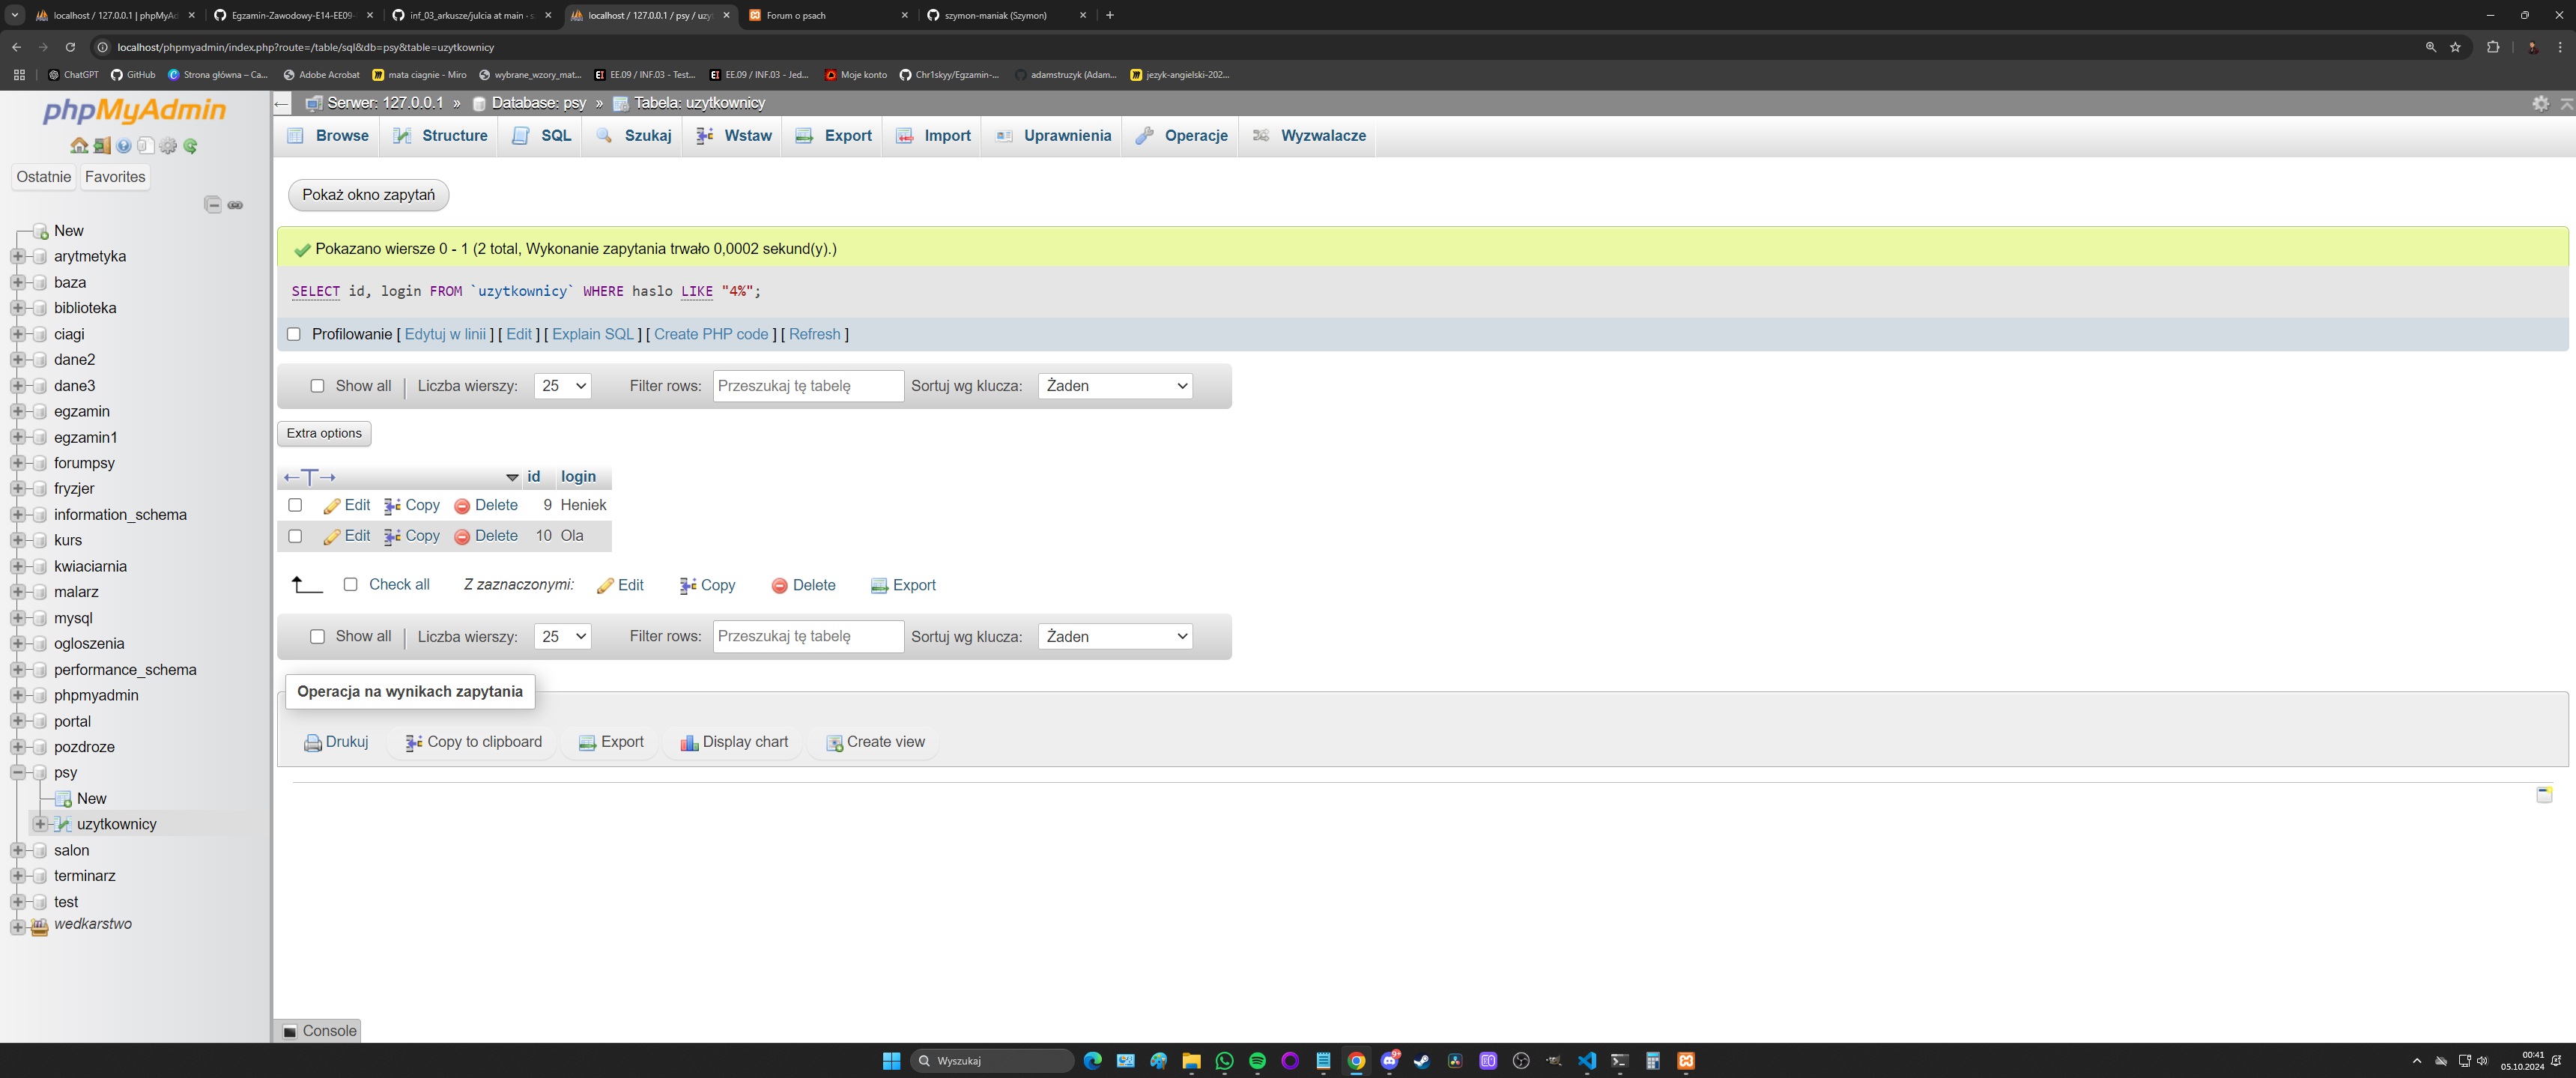 localhost / 127.0.0.1 | phpMyAd
Egzamin-Zawodowy-E14-EE09-
inf_03_arkusze/julcia at main · s
localhost / 127.0.0.1 / psy / uzy
Forum o psach
szymon-maniak (Szymon)
localhost/phpmyadmin/index.php?route=/table/sql&db=psy&table=uzytkownicy
ChatGPT
GitHub
Strona główna – Ca...
Adobe Acrobat
mata ciagnie - Miro
wybrane_wzory_mat...
EE.09 / INF.03 - Test...
EE.09 / INF.03 - Jed...
Moje konto
Chr1skyy/Egzamin-...
adamstruzyk (Adam...
jezyk-angielski-202...
phpMyAdmin
Ostatnie Favorites
New
arytmetyka
baza
biblioteka
ciagi
dane2
dane3
egzamin
egzamin1
forumpsy
fryzjer
information_schema
kurs
kwiaciarnia
malarz
mysql
ogloszenia
performance_schema
phpmyadmin
portal
pozdroze
psy
New
uzytkownicy
salon
terminarz
test
wedkarstwo
Serwer: 127.0.0.1 » Database: psy » Tabela: uzytkownicy
Browse Structure SQL Szukaj Wstaw Export Import Uprawnienia Operacje Wyzwalacze
Pokaż okno zapytań
Pokazano wiersze 0 - 1 (2 total, Wykonanie zapytania trwało 0,0002 sekund(y).)
SELECT id, login FROM `uzytkownicy` WHERE haslo LIKE "4%";
Profilowanie [ Edytuj w linii ] [ Edit ] [ Explain SQL ] [ Create PHP code ] [ Refresh ]
Show all | Liczba wierszy: 25 Filter rows: Przeszukaj tę tabelę Sortuj wg klucza: Żaden
Extra options
←T→ id login
Edit Copy Delete 9 Heniek
Edit Copy Delete 10 Ola
Check all Z zaznaczonymi: Edit Copy Delete Export
Show all | Liczba wierszy: 25 Filter rows: Przeszukaj tę tabelę Sortuj wg klucza: Żaden
Operacja na wynikach zapytania
Drukuj Copy to clipboard Export Display chart Create view
Console
Wyszukaj
00:41
05.10.2024